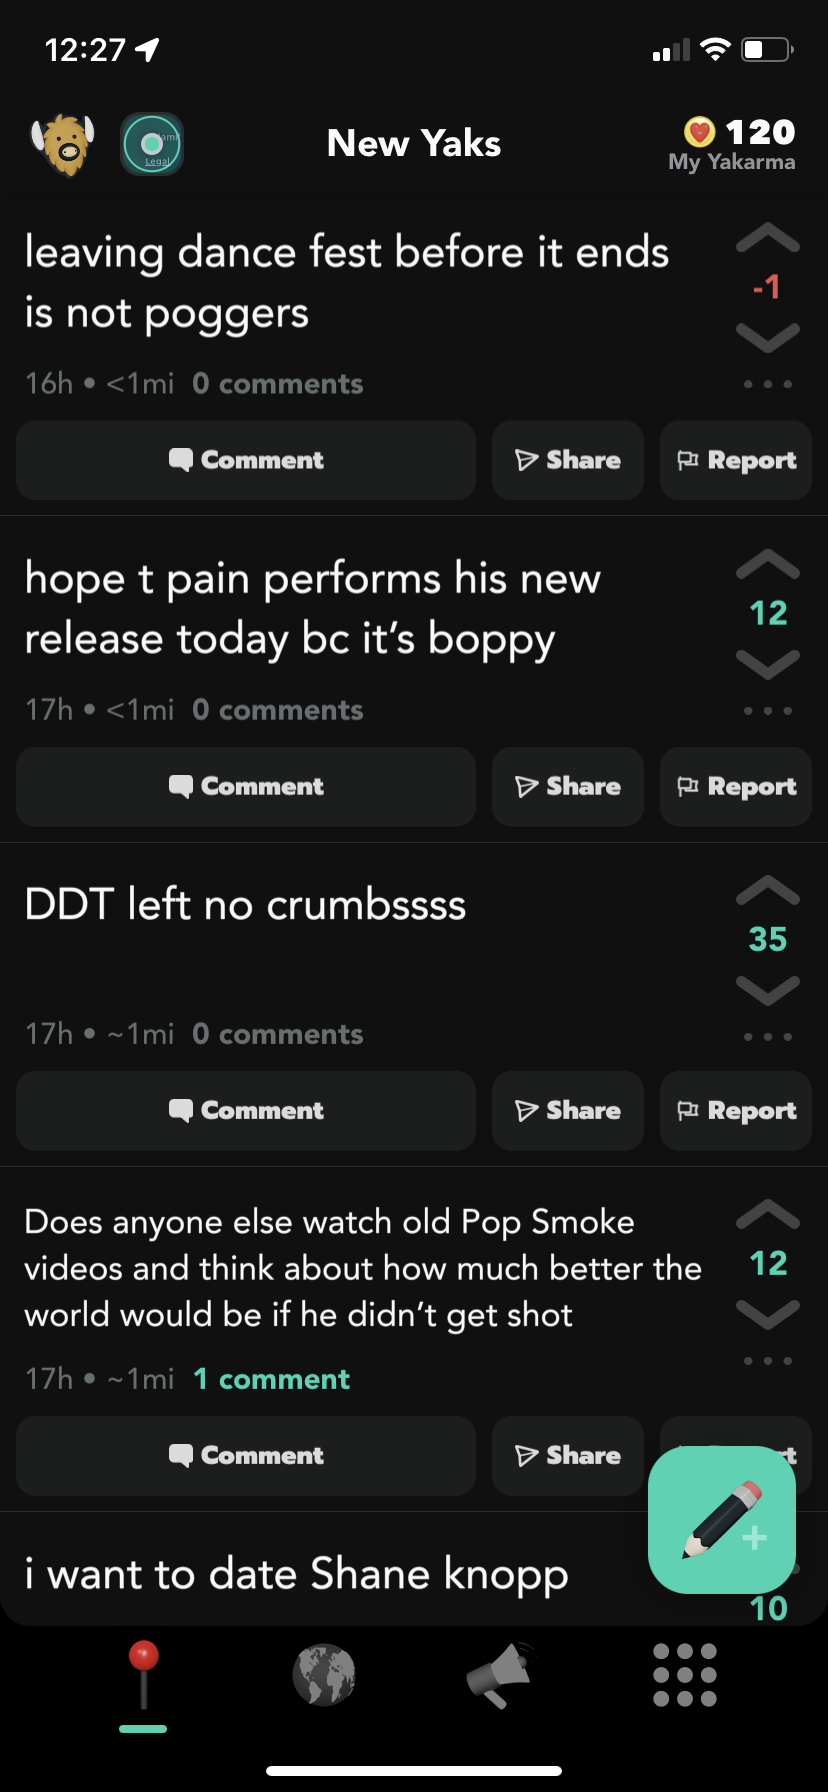 12:27
New Yaks
120
My Yakarma
Legal
leaving dance fest before it ends
is not poggers
-1
16h • <1mi 0 comments
Comment Share Report
hope t pain performs his new
release today bc it’s boppy
12
17h • <1mi 0 comments
Comment Share Report
DDT left no crumbssss
35
17h • ~1mi 0 comments
Comment Share Report
Does anyone else watch old Pop Smoke
videos and think about how much better the
world would be if he didn’t get shot
12
17h • ~1mi 1 comment
Comment Share
i want to date Shane knopp
10